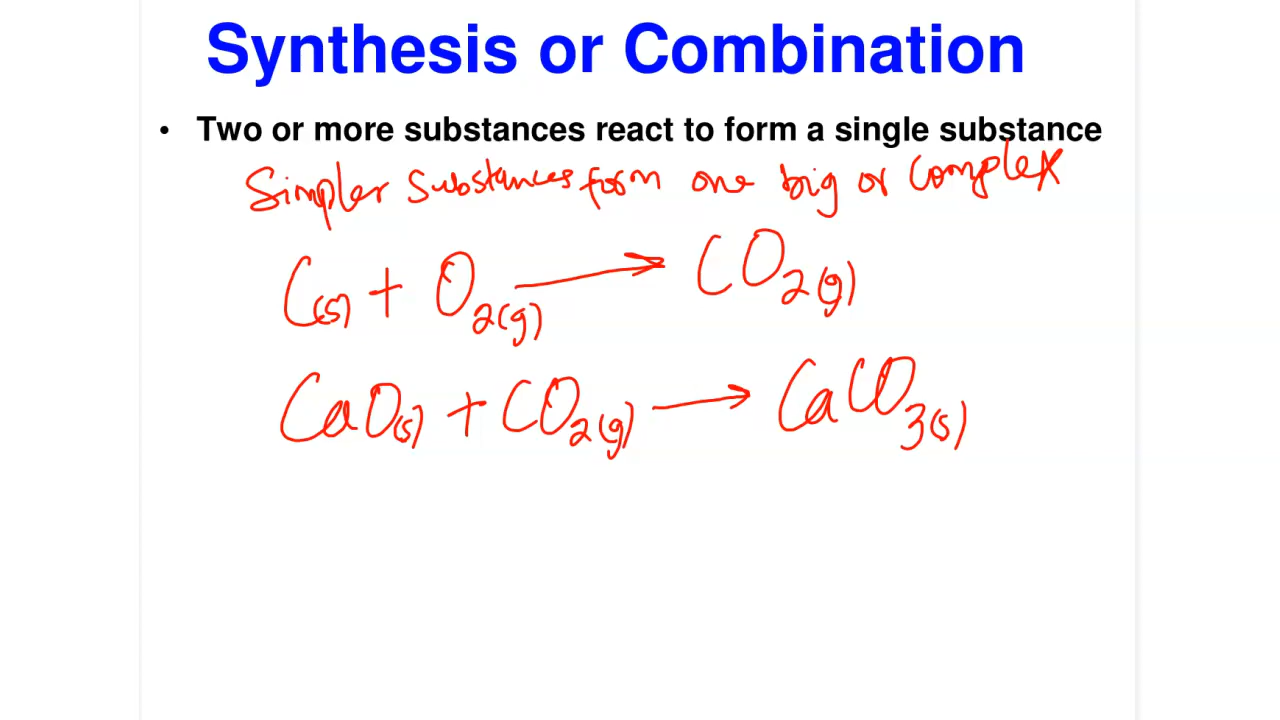 Synthesis or Combination
• Two or more substances react to form a single substance
Simpler substances form one big or complex
C(s) + O2(g) → CO2(g)
CaO(s) + CO2(g) → CaCO3(s)